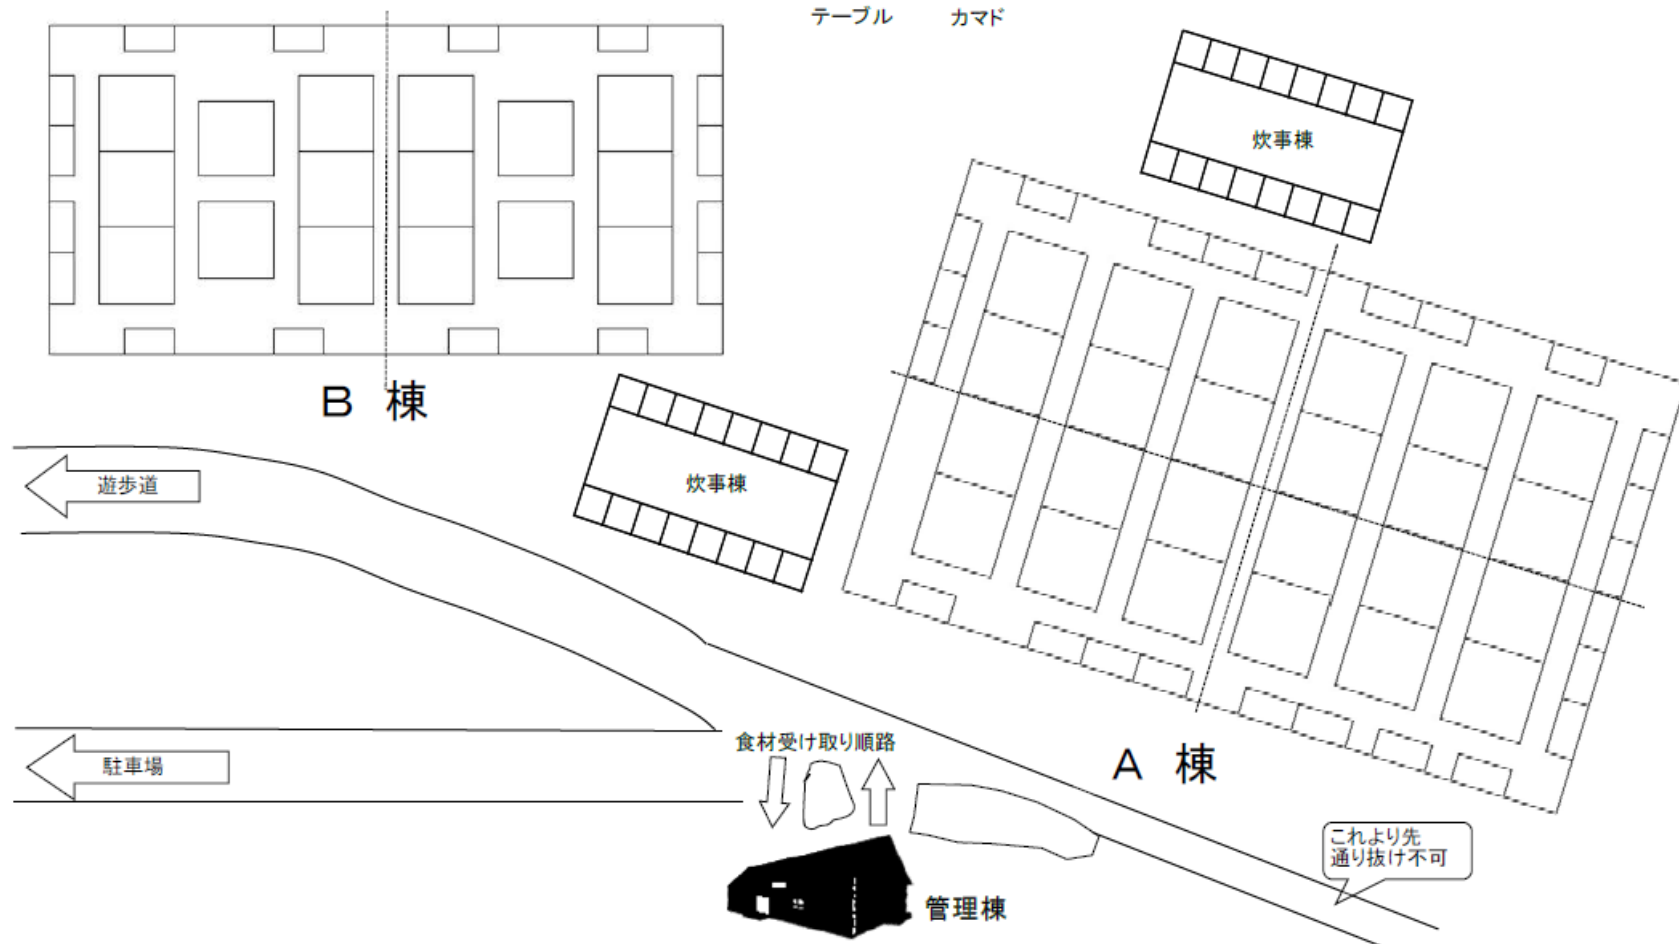 テーブル カマド
炊事棟
B 棟
炊事棟
遊歩道
食材受け取り順路
駐車場
A 棟
これより先
通り抜け不可
管理棟